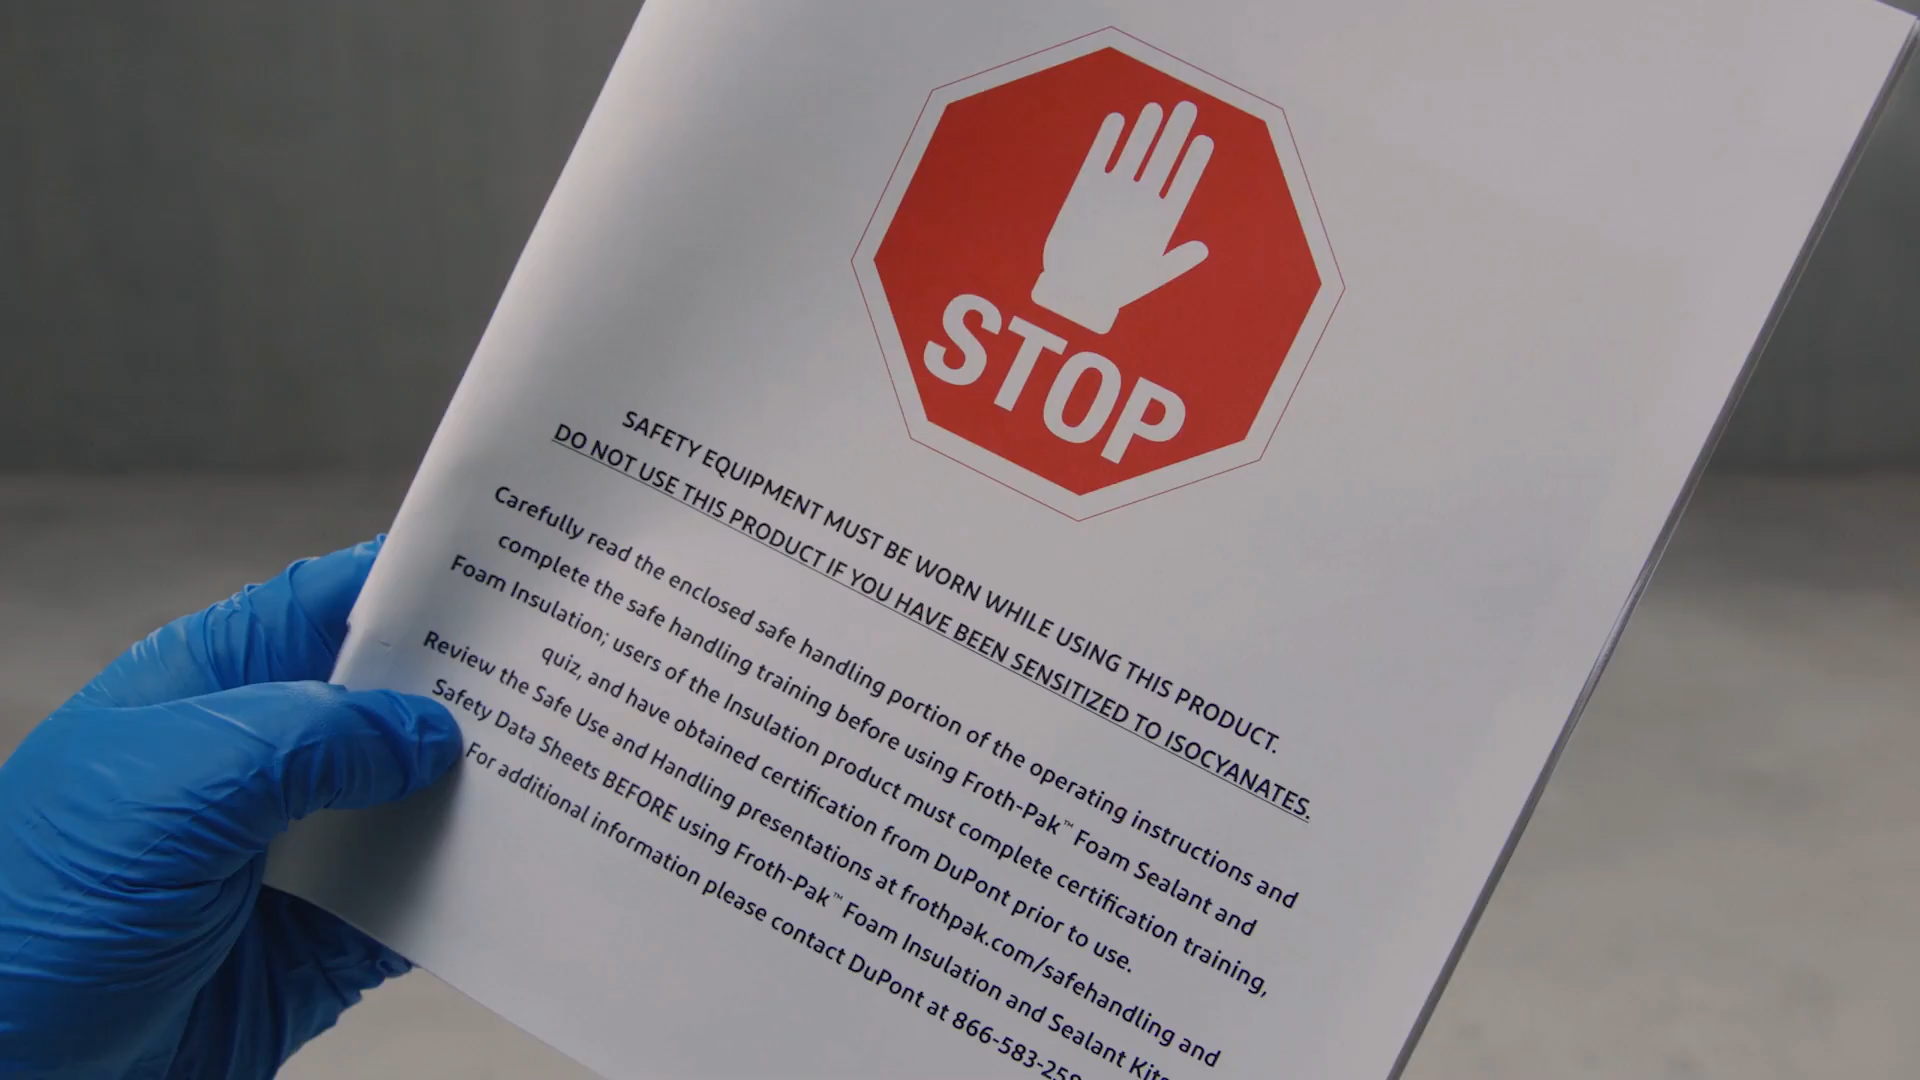 STOP
SAFETY EQUIPMENT MUST BE WORN WHILE USING THIS PRODUCT.
DO NOT USE THIS PRODUCT IF YOU HAVE BEEN SENSITIZED TO ISOCYANATES.
Carefully read the enclosed safe handling portion of the operating instructions and
complete the safe handling training before using Froth-Pak™ Foam Sealant and
Foam Insulation; users of the Insulation product must complete certification training,
quiz, and have obtained certification from DuPont prior to use.
Review the Safe Use and Handling presentations at frothpak.com/safehandling and
Safety Data Sheets BEFORE using Froth-Pak™ Foam Insulation and Sealant Kits
For additional information please contact DuPont at